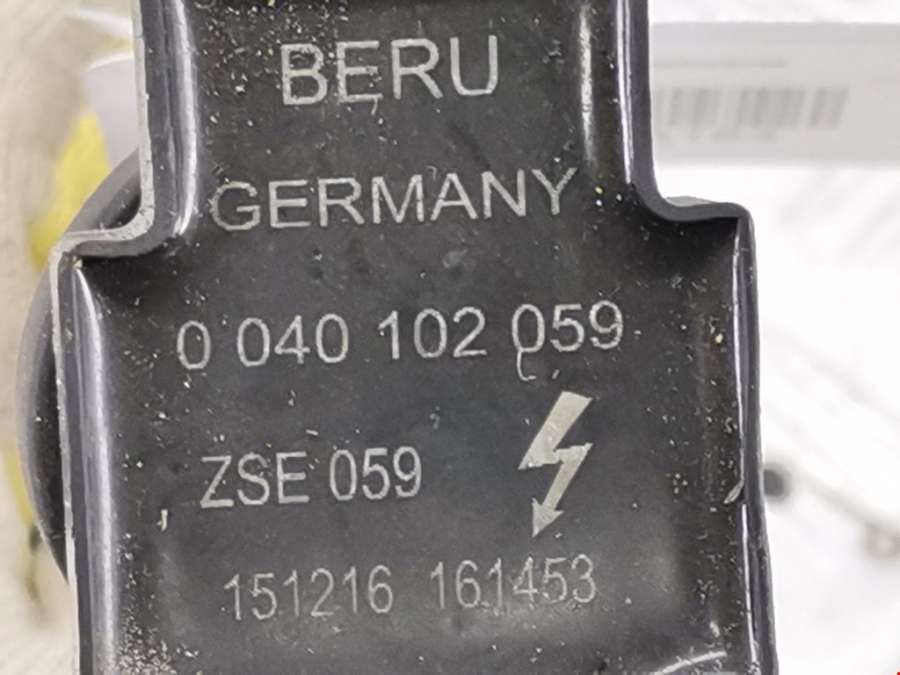 BERU
GERMANY
0 040 102 059
ZSE 059
151216 161453